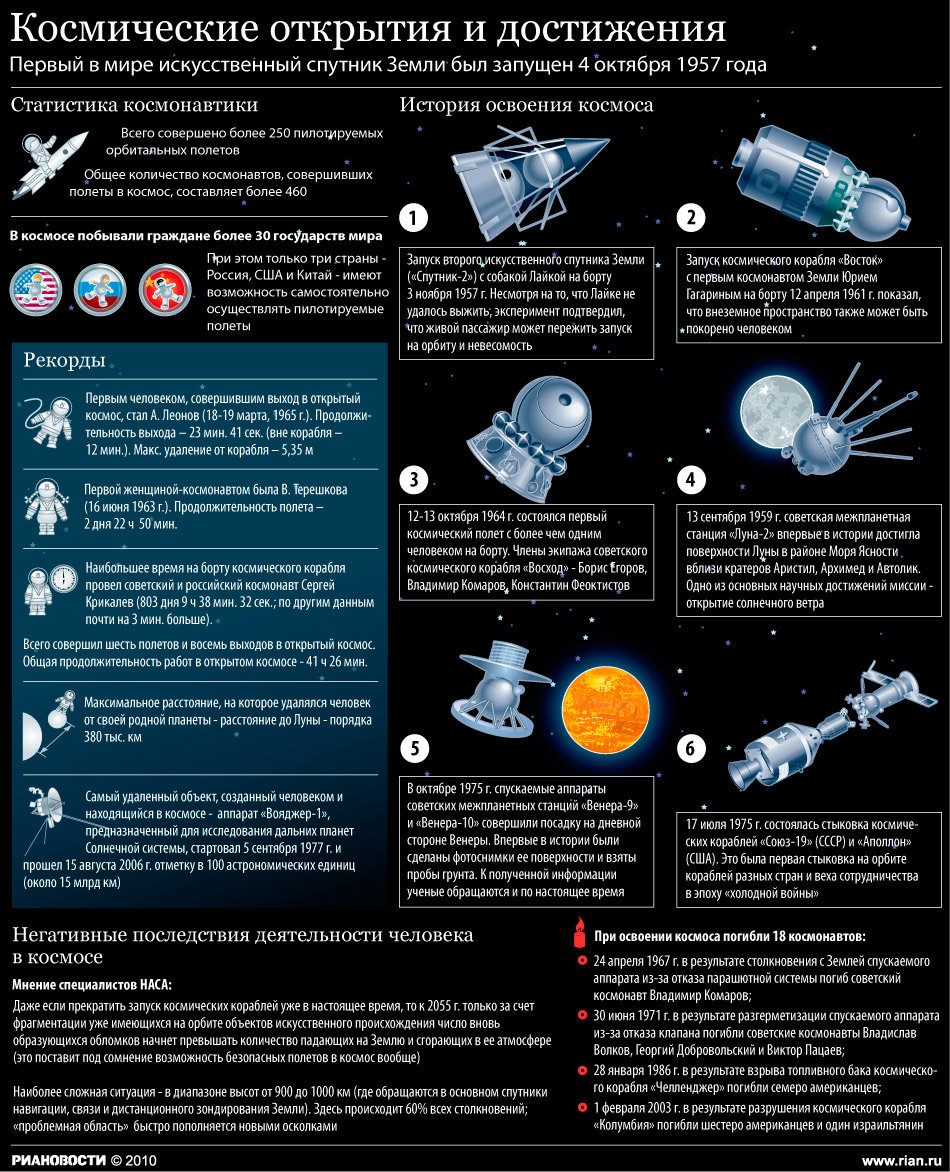 Космические открытия и достижения
Первый в мире искусственный спутник Земли был запущен 4 октября 1957 года
Статистика космонавтики
Всего совершено более 250 пилотируемых
орбитальных полетов
Общее количество космонавтов, совершивших
полеты в космос, составляет более 460
В космосе побывали граждане более 30 государств мира
При этом только три страны -
Россия, США и Китай - имеют
возможность самостоятельно
осуществлять пилотируемые
полеты
Рекорды
Первым человеком, совершившим выход в открытый
космос, стал А. Леонов (18-19 марта, 1965 г.). Продолжи-
тельность выхода – 23 мин. 41 сек. (вне корабля –
12 мин.). Макс. удаление от корабля – 5,35 м
Первой женщиной-космонавтом была В. Терешкова
(16 июня 1963 г.). Продолжительность полета –
2 дня 22 ч 50 мин.
Наибольшее время на борту космического корабля
провел советский и российский космонавт Сергей
Крикалев (803 дня 9 ч 38 мин. 32 сек.; по другим данным
почти на 3 мин. больше).
Всего совершил шесть полетов и восемь выходов в открытый космос.
Общая продолжительность работ в открытом космосе - 41 ч 26 мин.
Максимальное расстояние, на которое удалялся человек
от своей родной планеты - расстояние до Луны - порядка
380 тыс. км
Самый удаленный объект, созданный человеком и
находящийся в космосе - аппарат «Вояджер-1»,
предназначенный для исследования дальних планет
Солнечной системы, стартовал 5 сентября 1977 г. и
прошел 15 августа 2006 г. отметку в 100 астрономических единиц
(около 15 млрд км)
История освоения космоса
1
Запуск второго искусственного спутника Земли
(«Спутник-2») с собакой Лайкой на борту
3 ноября 1957 г. Несмотря на то, что Лайке не
удалось выжить, эксперимент подтвердил,
что живой пассажир может пережить запуск
на орбиту и невесомость
2
Запуск космического корабля «Восток»
с первым космонавтом Земли Юрием
Гагариным на борту 12 апреля 1961 г. показал,
что внеземное пространство также может быть
покорено человеком
3
12-13 октября 1964 г. состоялся первый
космический полет с более чем одним
человеком на борту. Члены экипажа советского
космического корабля «Восход» - Борис Егоров,
Владимир Комаров, Константин Феоктистов
4
13 сентября 1959 г. советская межпланетная
станция «Луна-2» впервые в истории достигла
поверхности Луны в районе Моря Ясности
вблизи кратеров Аристил, Архимед и Автолик.
Одно из основных научных достижений миссии -
открытие солнечного ветра
5
В октябре 1975 г. спускаемые аппараты
советских межпланетных станций «Венера-9»
и «Венера-10» совершили посадку на дневной
стороне Венеры. Впервые в истории были
сделаны фотоснимки ее поверхности и взяты
пробы грунта. К полученной информации
ученые обращаются и по настоящее время
6
17 июля 1975 г. состоялась стыковка космиче-
ских кораблей «Союз-19» (СССР) и «Аполлон»
(США). Это была первая стыковка на орбите
кораблей разных стран и веха сотрудничества
в эпоху «холодной войны»
Негативные последствия деятельности человека
в космосе
Мнение специалистов НАСА:
Даже если прекратить запуск космических кораблей уже в настоящее время, то к 2055 г. только за счет
фрагментации уже имеющихся на орбите объектов искусственного происхождения число вновь
образующихся обломков начнет превышать количество падающих на Землю и сгорающих в ее атмосфере
(это поставит под сомнение возможность безопасных полетов в космос вообще)
Наиболее сложная ситуация - в диапазоне высот от 900 до 1000 км (где обращаются в основном спутники
навигации, связи и дистанционного зондирования Земли). Здесь происходит 60% всех столкновений;
«проблемная область» быстро пополняется новыми осколками
При освоении космоса погибли 18 космонавтов:
24 апреля 1967 г. в результате столкновения с Землей спускаемого
аппарата из-за отказа парашютной системы погиб советский
космонавт Владимир Комаров;
30 июня 1971 г. в результате разгерметизации спускаемого аппарата
из-за отказа клапана погибли советские космонавты Владислав
Волков, Георгий Добровольский и Виктор Пацаев;
28 января 1986 г. в результате взрыва топливного бака космическо-
го корабля «Челленджер» погибли семеро американцев;
1 февраля 2003 г. в результате разрушения космического корабля
«Колумбия» погибли шестеро американцев и один израильтянин
РИАНОВОСТИ © 2010
www.rian.ru